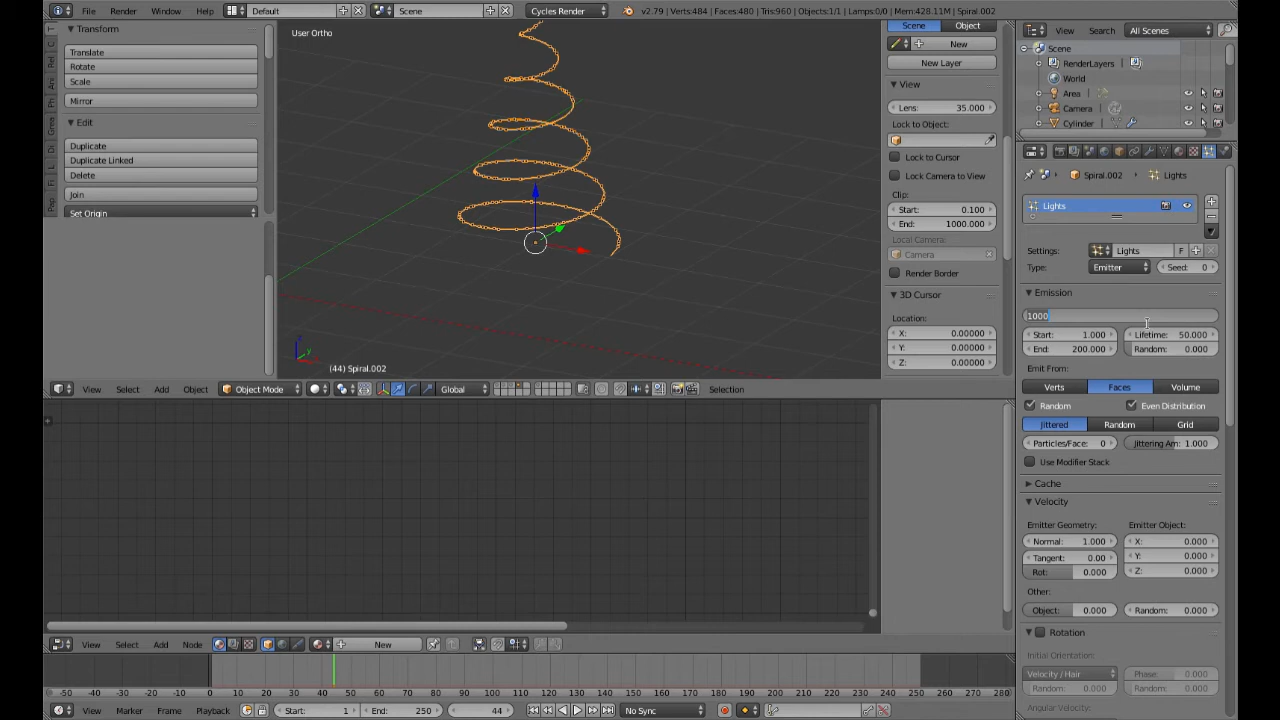 File Render Window Help Default Scene Cycles Render v2.79 | Verts:484 | Faces:480 | Tris:960 | Objects:1/1 | Lamps:0/0 | Mem:428.11M | Spiral.002
Transform
Translate
Rotate
Scale
Mirror
Edit
Duplicate
Duplicate Linked
Delete
Join
Set Origin
User Ortho
(44) Spiral.002
Scene Object
New
New Layer
View
Lens: 35.000
Lock to Object:
Lock to Cursor
Lock Camera to View
Clip:
Start: 0.100
End: 1000.000
Local Camera:
Camera
Render Border
3D Cursor
Location:
X: 0.00000
Y: 0.00000
Z: 0.00000
View Search All Scenes
Scene
RenderLayers
World
Area
Camera
Cylinder
Spiral.002 Lights
Lights
Settings: Lights F
Type: Emitter Seed: 0
Emission
1000
Start: 1.000 Lifetime: 50.000
End: 200.000 Random: 0.000
Emit From:
Verts Faces Volume
Random Even Distribution
Jittered Random Grid
Particles/Face: 0 Jittering Am: 1.000
Use Modifier Stack
Cache
Velocity
Emitter Geometry: Emitter Object:
Normal: 1.000 X: 0.000
Tangent: 0.00 Y: 0.000
Rot: 0.000 Z: 0.000
Other:
Object: 0.000 Random: 0.000
Rotation
Initial Orientation:
Velocity / Hair Phase: 0.000
Random: 0.000 Random: 0.000
Angular Velocity:
View Select Add Object Object Mode Global Selection
View Select Add Node New
-50 -40 -30 -20 -10 0 10 20 30 40 50 60 70 80 90 100 110 120 130 140 150 160 170 180 190 200 210 220 230 240 250 260 270 280
View Marker Frame Playback Start: 1 End: 250 44 No Sync